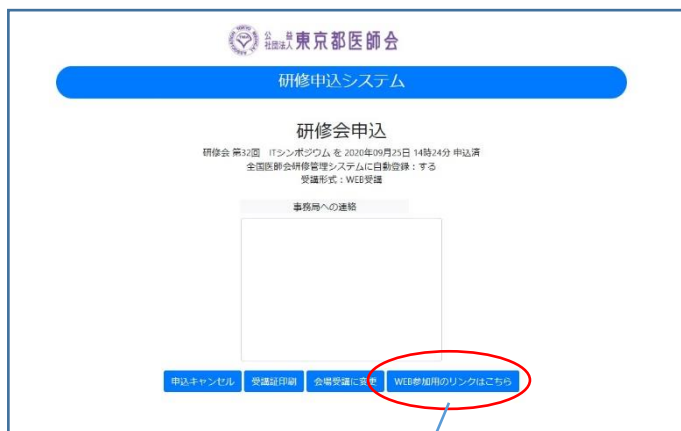 公益社団法人東京都医師会
研修申込システム
研修会申込
研修会 第32回 ITシンポジウム を 2020年09月25日 14時24分 申込済
全国医師会研修管理システムに自動登録：する
受講形式：WEB受講
事務局への連絡
申込キャンセル 受講証印刷 会場受講に変更 WEB参加用のリンクはこちら